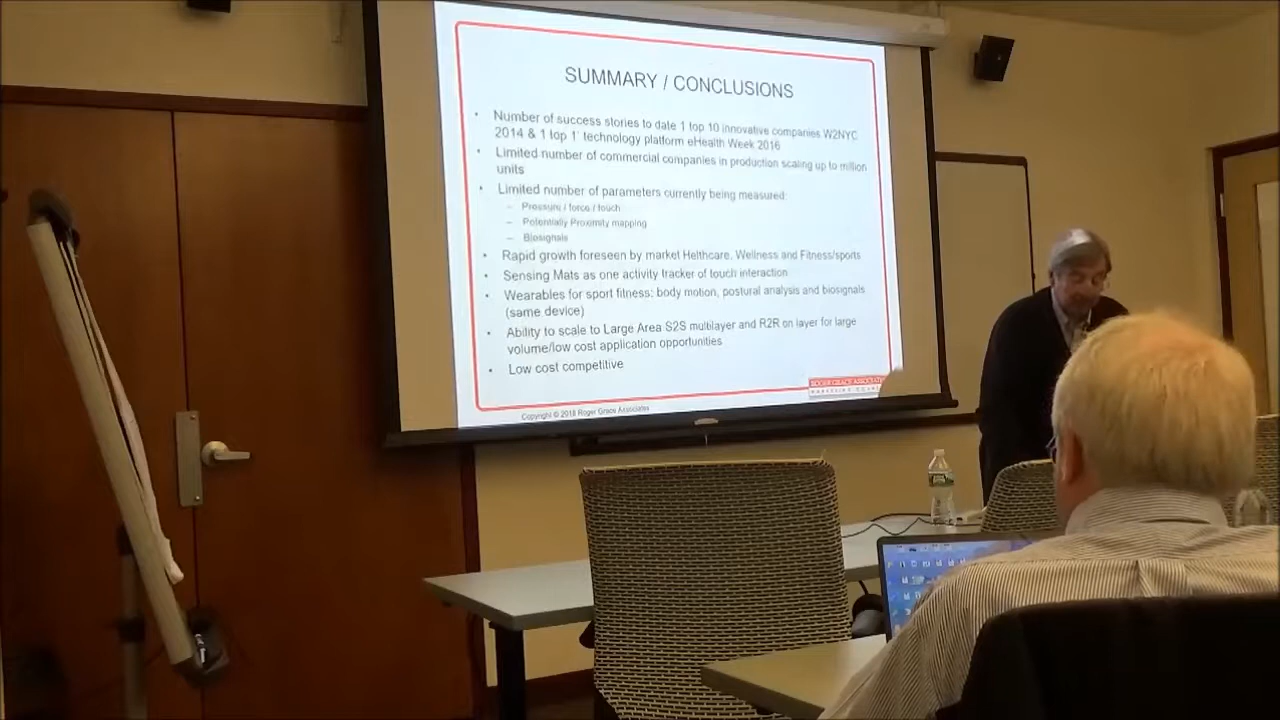 SUMMARY / CONCLUSIONS
• Number of success stories to date 1 top 10 innovative companies W2NYC
2014 & 1 top 1' technology platform eHealth Week 2016
• Limited number of commercial companies in production scaling up to million
units
• Limited number of parameters currently being measured:
– Pressure / force / touch
– Potentially Proximity mapping
– Biosignals
• Rapid growth foreseen by market Helthcare, Wellness and Fitness/sports
• Sensing Mats as one activity tracker of touch interaction
• Wearables for sport fitness: body motion, postural analysis and biosignals
(same device)
• Ability to scale to Large Area S2S multilayer and R2R on layer for large
volume/low cost application opportunities
• Low cost competitive
ROGER GRACE ASSOCIAT
Copyright © 2018 Roger Grace Associates